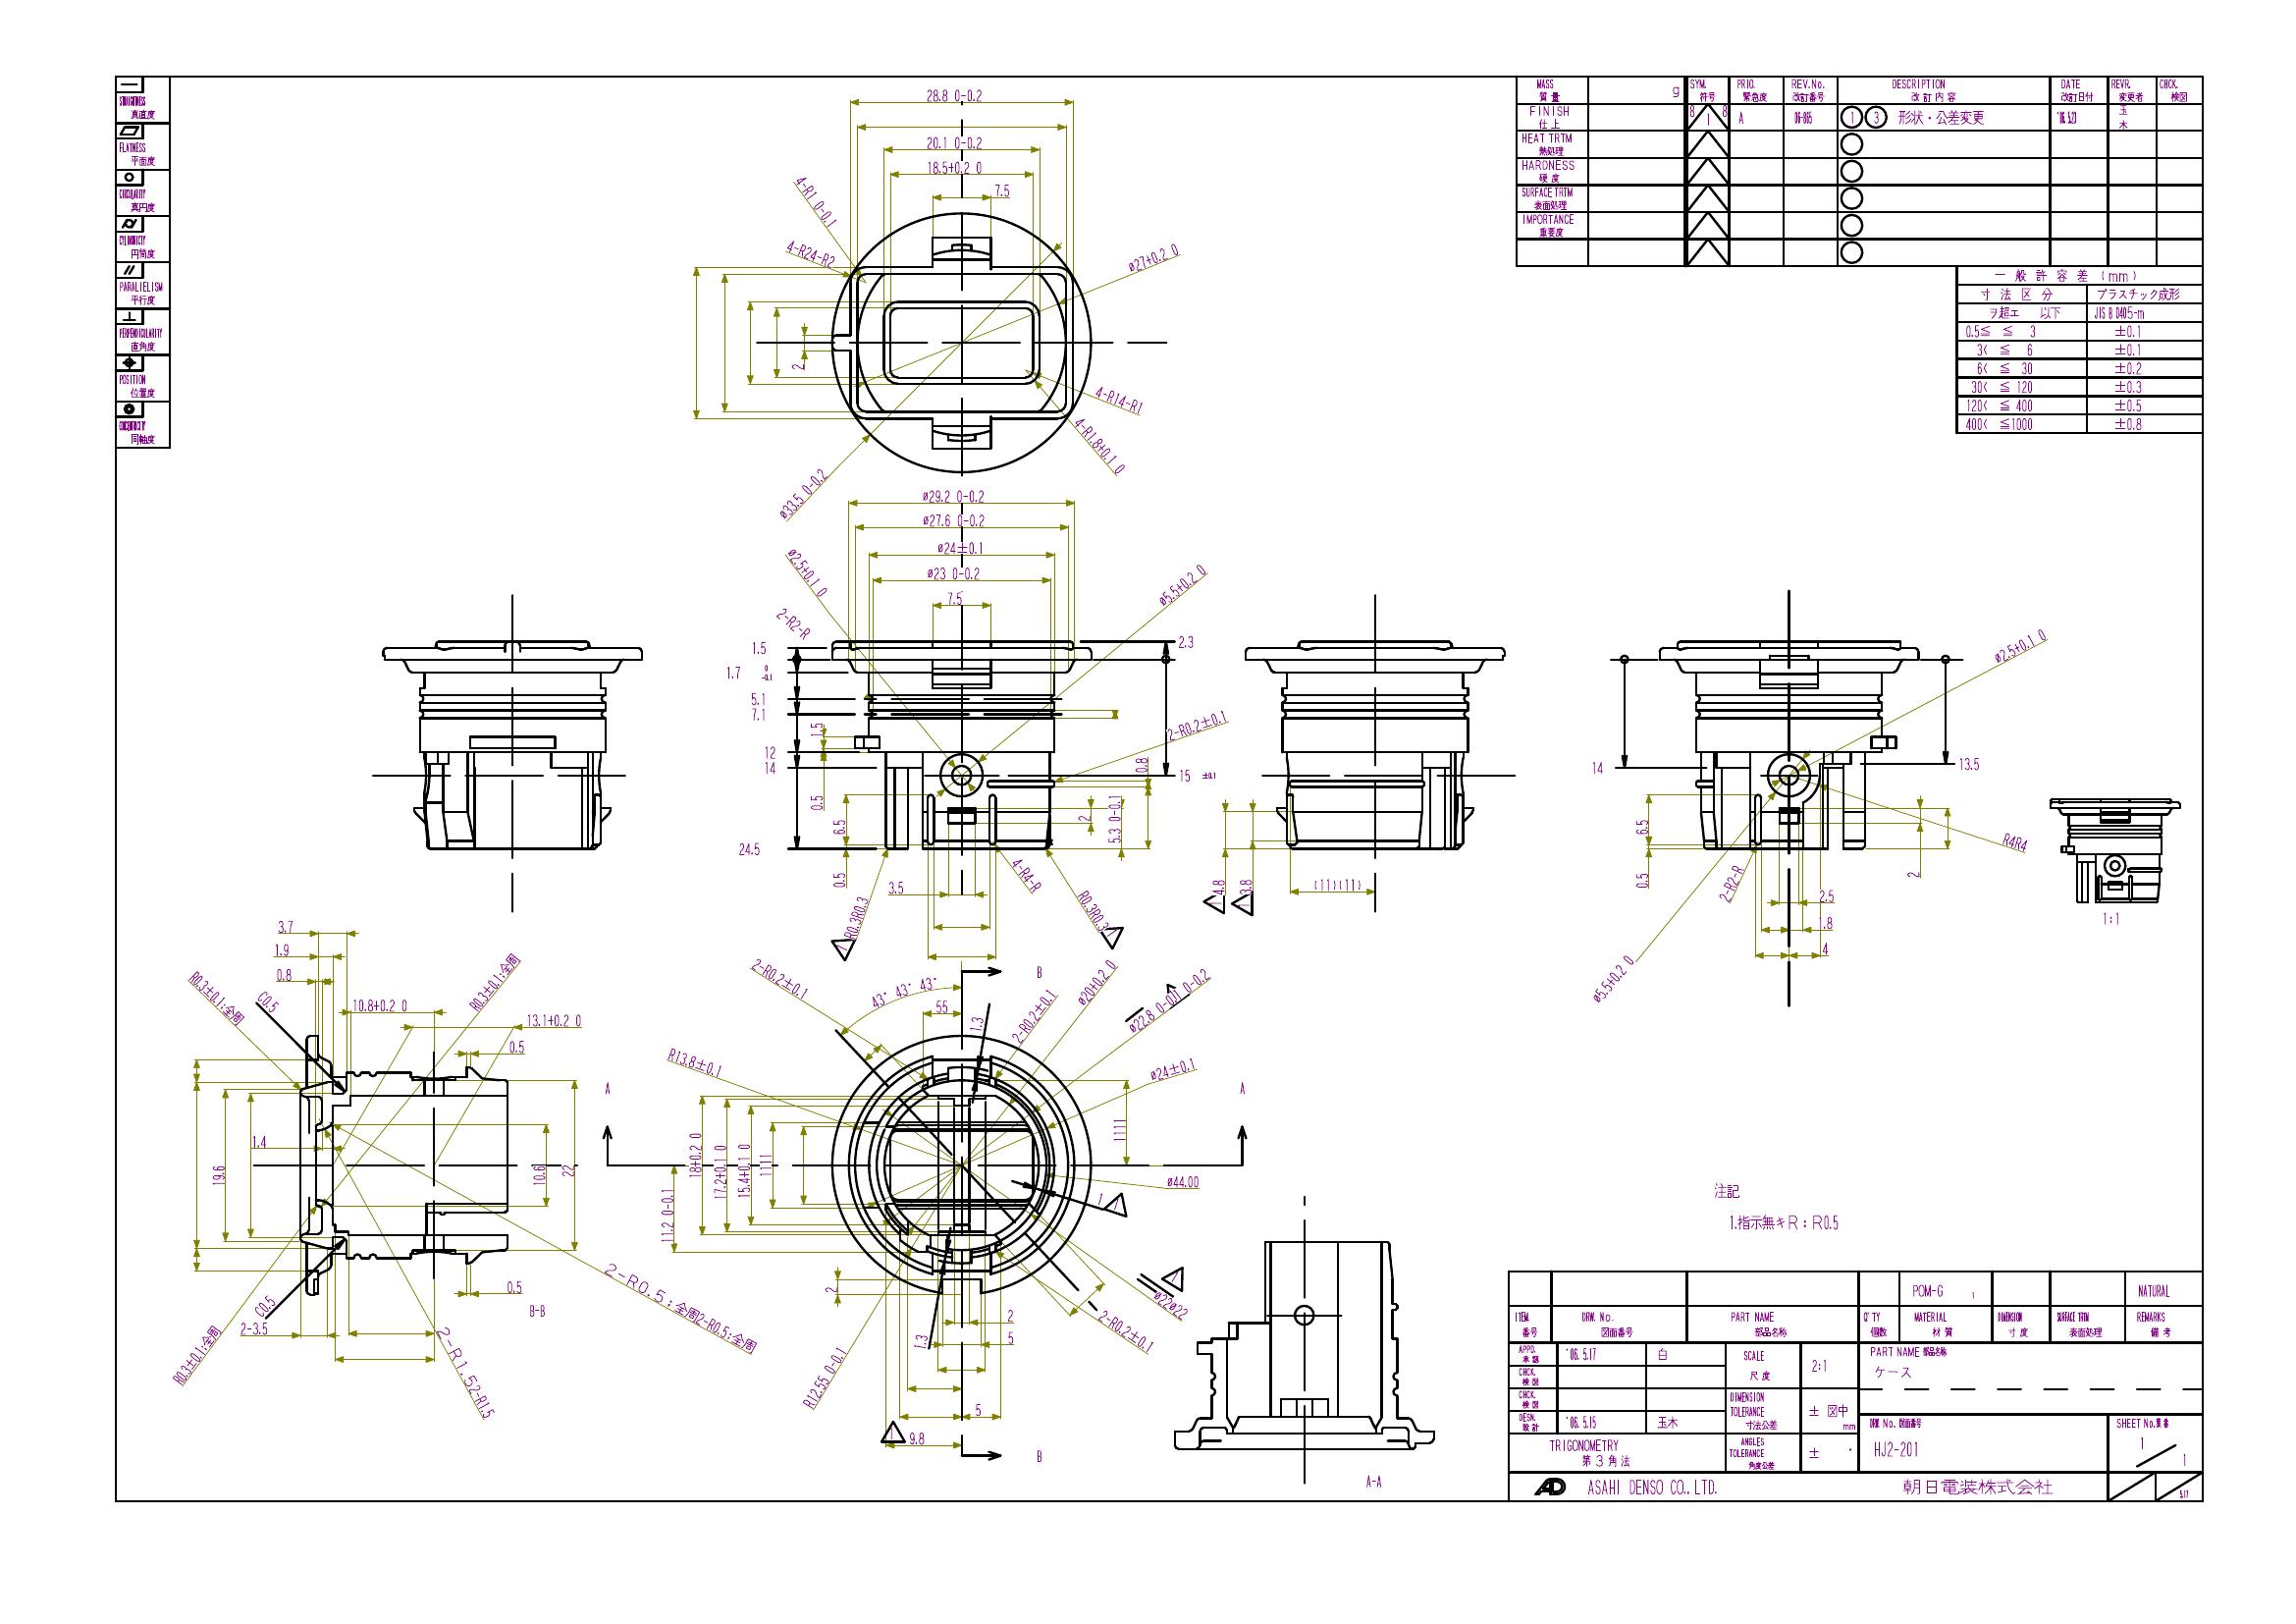 真直度
FLATNESS
平面度
CIRCULARITY
真円度
円筒度
PARALIELISM
平行度
PERPENDICULARITY
直角度
POSITION
位置度
同軸度
MASS
質量
g
SYM.
符号
PRIO.
緊急度
REV.No.
改訂番号
DESCRIPTION
改訂内容
DATE
改訂日付
REVR.
変更者
CHCK.
検図
FINISH
仕上
8
1
8
A
06-805
1
3
形状・公差変更
玉
木
HEAT TRTM
熱処理
HARDNESS
硬度
SURFACE TRTM
表面処理
IMPORTANCE
重要度
一般許容差 (mm)
寸法区分
プラスチック成形
ヲ超エ 以下
JIS B 0405-m
0.5≦ ≦ 3
±0.1
3< ≦ 6
±0.1
6< ≦ 30
±0.2
30< ≦ 120
±0.3
120< ≦ 400
±0.5
400< ≦1000
±0.8
28.8 0-0.2
20.1 0-0.2
18.5+0.2 0
7.5
4-R1 0-0.1
4-R24-R2
ø27+0.2 0
2
4-R14-R1
4-R1.8+0.1 0
ø33.5 0-0.2
ø29.2 0-0.2
ø27.6 0-0.2
ø24±0.1
ø23 0-0.2
7.5
ø2.5+0.1 0
2-R2-R
ø5.5+0.2 0
1.5
1.7 0 -0.1
5.1
7.1
12
14
24.5
1.5
0.5
6.5
0.5
3.5
2.3
2-R0.2±0.1
15 ±0.1
0.8
2
5.3 0-0.1
4-R4-R
R0.3R0.3
R0.3R0.3
4.8
3.8
(11)(11)
14
13.5
ø2.5+0.1 0
6.5
0.5
2-R2-R
2.5
1.8
4
2
R4R4
ø5.5+0.2 0
1:1
3.7
1.9
0.8
R0.3±0.1:全周
C0.5
10.8+0.2 0
R0.3±0.1:全周
13.1+0.2 0
0.5
1.4
19.6
10.6
22
0.5
B-B
C0.5
2-3.5
R0.3±0.1:全周
2-R1.52-R1.5
2-R0.5:全周2-R0.5:全周
A
A
B
B
2-R0.2±0.1
43° 43° 43°
55
1.3
2-R0.2±0.1
ø20+0.2 0
ø22.8 0-0.1 0-0.2
ø24±0.1
R13.8±0.1
18+0.2 0
17.2+0.1 0
15.4+0.1 0
1111
1111
11.2 0-0.1
ø44.00
1
ø22ø22
2-R0.2±0.1
2
1.3
2
5
5
R12.55 0-0.1
9.8
A-A
注記
1.指示無キR:R0.5
POM-G
NATURAL
ITEM
番号
DRW. No.
図面番号
PART NAME
部品名称
Q'TY
個数
MATERIAL
材質
DIMENSION
寸度
SURFACE TRTM
表面処理
REMARKS
備考
APPD.
承認
'06. 5.17
白
SCALE
尺度
2:1
PART NAME 部品名称
ケース
CHCK.
検図
CHCK.
検図
DIMENSION
TOLERANCE
寸法公差
± 図中
mm
DESN.
設計
'06. 5.15
玉木
DRW. No. 図面番号
HJ2-201
SHEET No.葉番
1
1
TRIGONOMETRY
第3角法
ANGLES
TOLERANCE
角度公差
± °
AD
ASAHI DENSO CO., LTD.
朝日電装株式会社
517